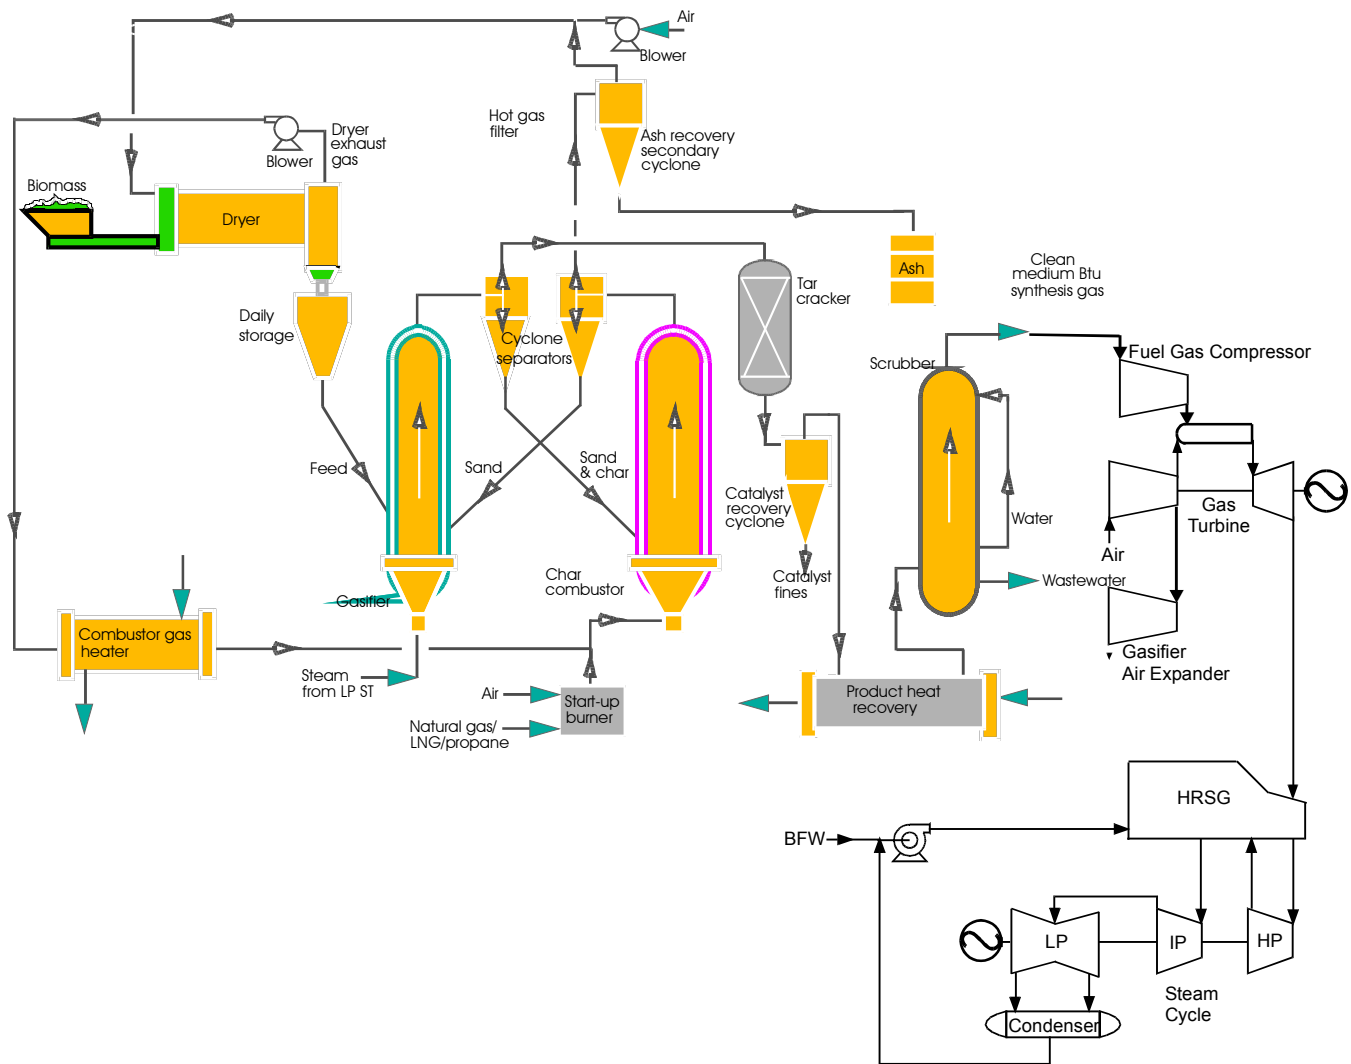 Air
Blower
Hot gas
filter
Dryer
exhaust
gas
Blower
Ash recovery
secondary
cyclone
Biomass
Dryer
Ash
Clean
medium Btu
synthesis gas
Tar
cracker
Daily
storage
Cyclone
separators
Scrubber
Fuel Gas Compressor
Feed
Sand
Sand
& char
Catalyst
recovery
cyclone
Water
Gas
Turbine
Air
Catalyst
fines
Wastewater
Char
combustor
Gasifier
Combustor gas
heater
Steam
from LP ST
Gasifier
Air Expander
Air
Start-up
burner
Product heat
recovery
Natural gas/
LNG/propane
HRSG
BFW
LP
IP
HP
Steam
Cycle
Condenser